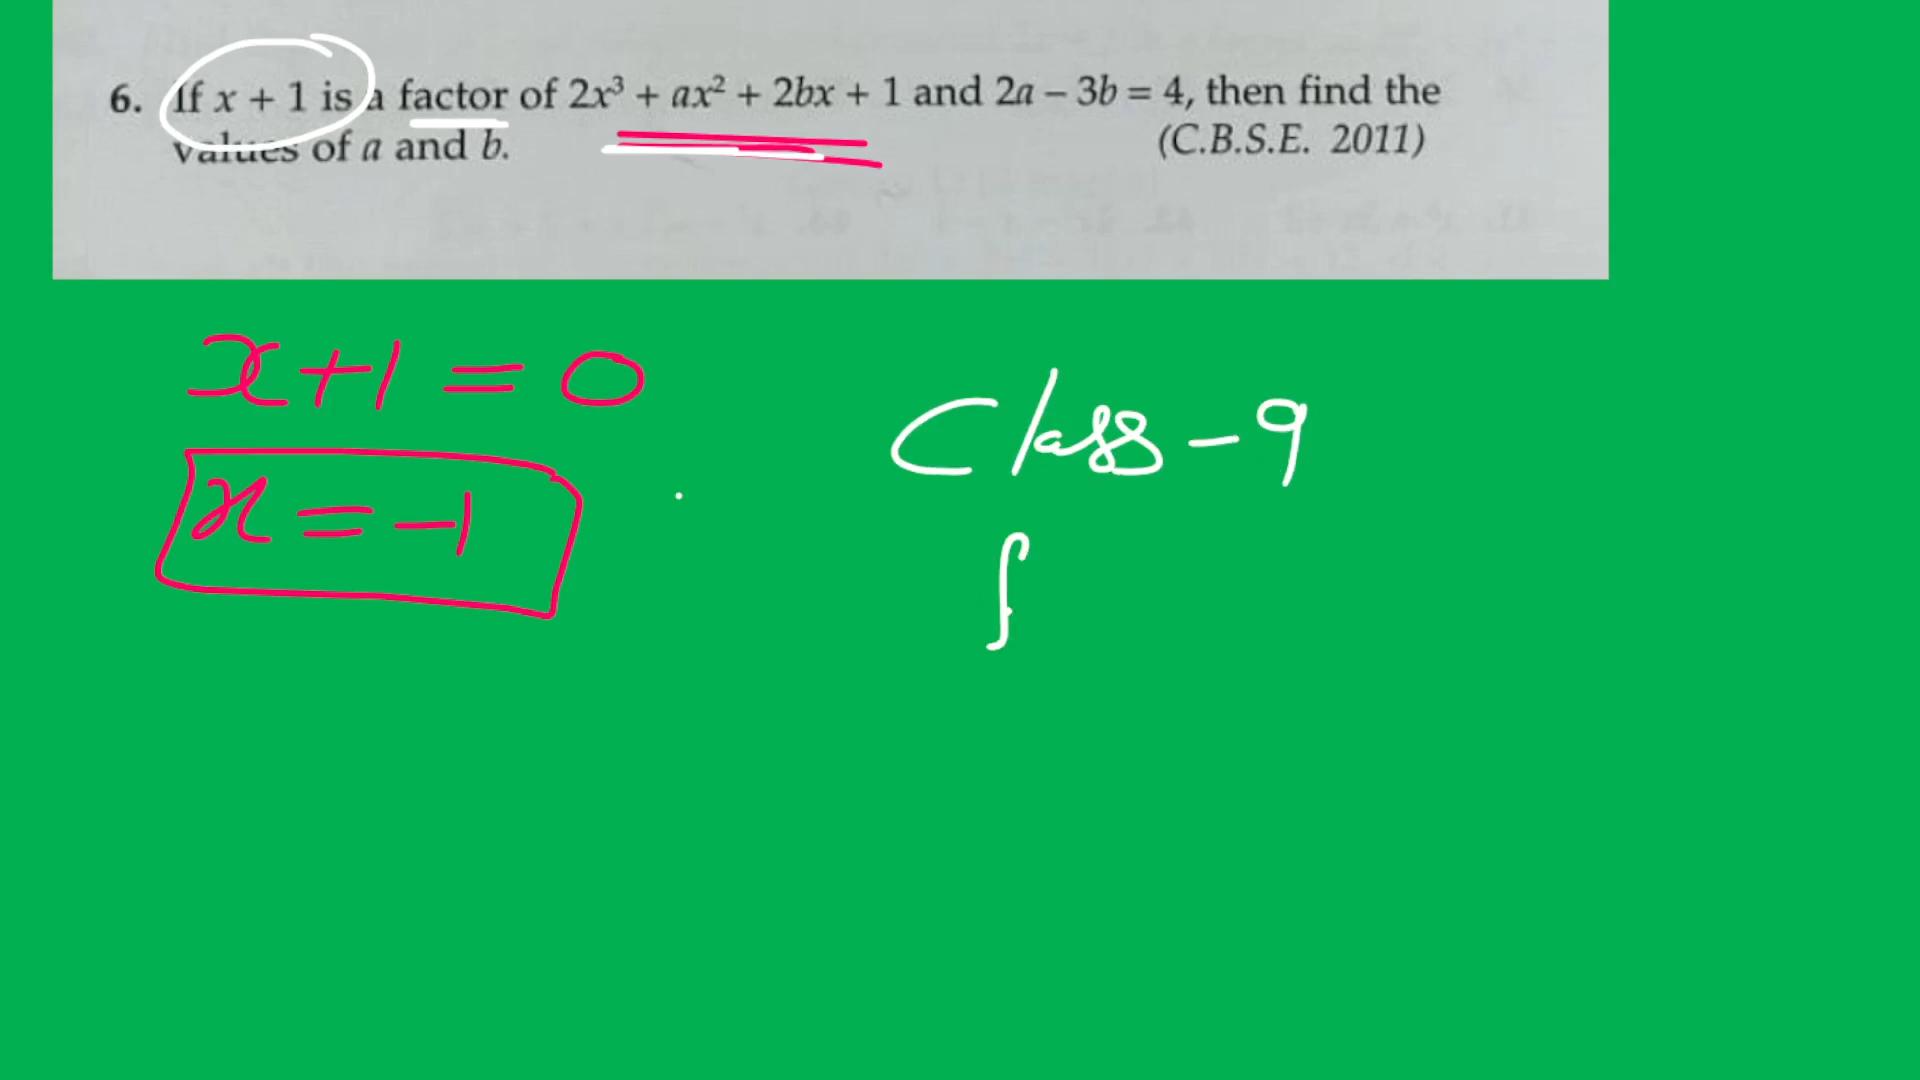 6. If x + 1 is a factor of 2x³ + ax² + 2bx + 1 and 2a – 3b = 4, then find the
values of a and b. (C.B.S.E. 2011)
x+1 = 0
x = -1
Class - 9
f